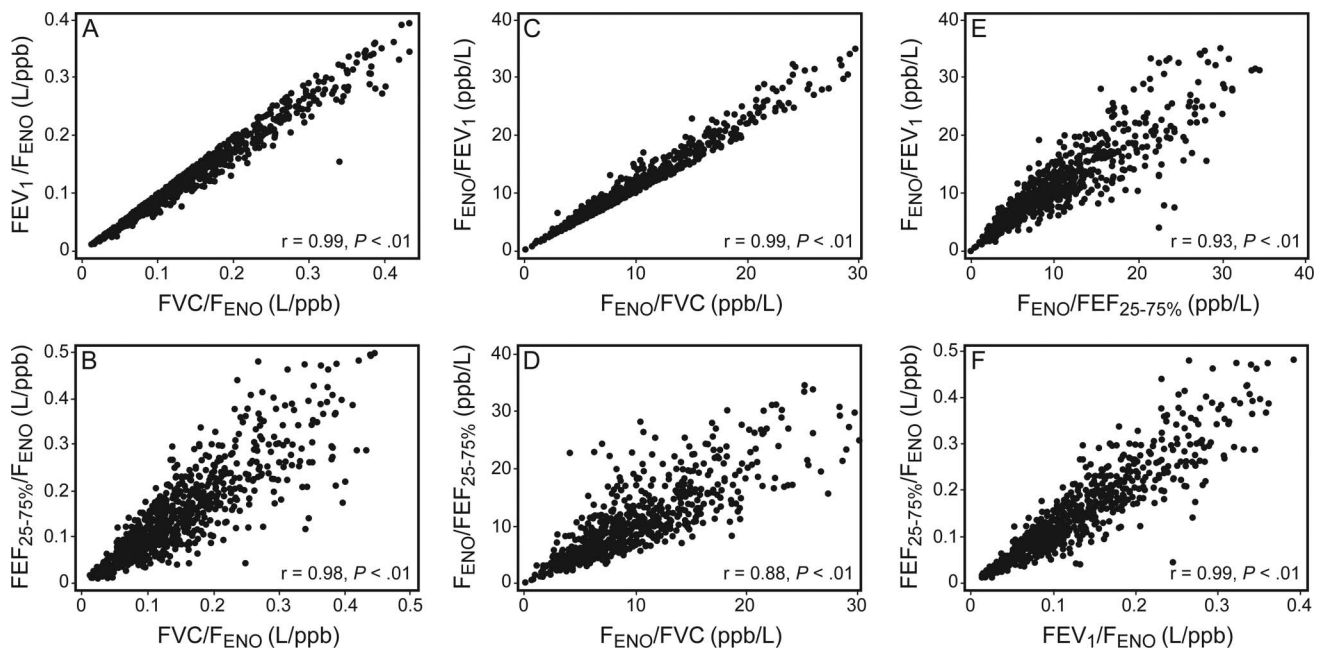 A
FEV₁/FENO (L/ppb)
0.4
0.3
0.2
0.1
0
0 0.1 0.2 0.3 0.4
FVC/FENO (L/ppb)
r = 0.99, P < .01
C
FENO/FEV₁ (ppb/L)
40
30
20
10
0
0 10 20 30
FENO/FVC (ppb/L)
r = 0.99, P < .01
E
FENO/FEV₁ (ppb/L)
40
30
20
10
0
0 10 20 30 40
FENO/FEF25-75% (ppb/L)
r = 0.93, P < .01
B
FEF25-75%/FENO (L/ppb)
0.5
0.4
0.3
0.2
0.1
0
0 0.1 0.2 0.3 0.4 0.5
FVC/FENO (L/ppb)
r = 0.98, P < .01
D
FENO/FEF25-75% (ppb/L)
40
30
20
10
0
0 10 20 30
FENO/FVC (ppb/L)
r = 0.88, P < .01
F
FEF25-75%/FENO (L/ppb)
0.5
0.4
0.3
0.2
0.1
0
0 0.1 0.2 0.3 0.4
FEV₁/FENO (L/ppb)
r = 0.99, P < .01